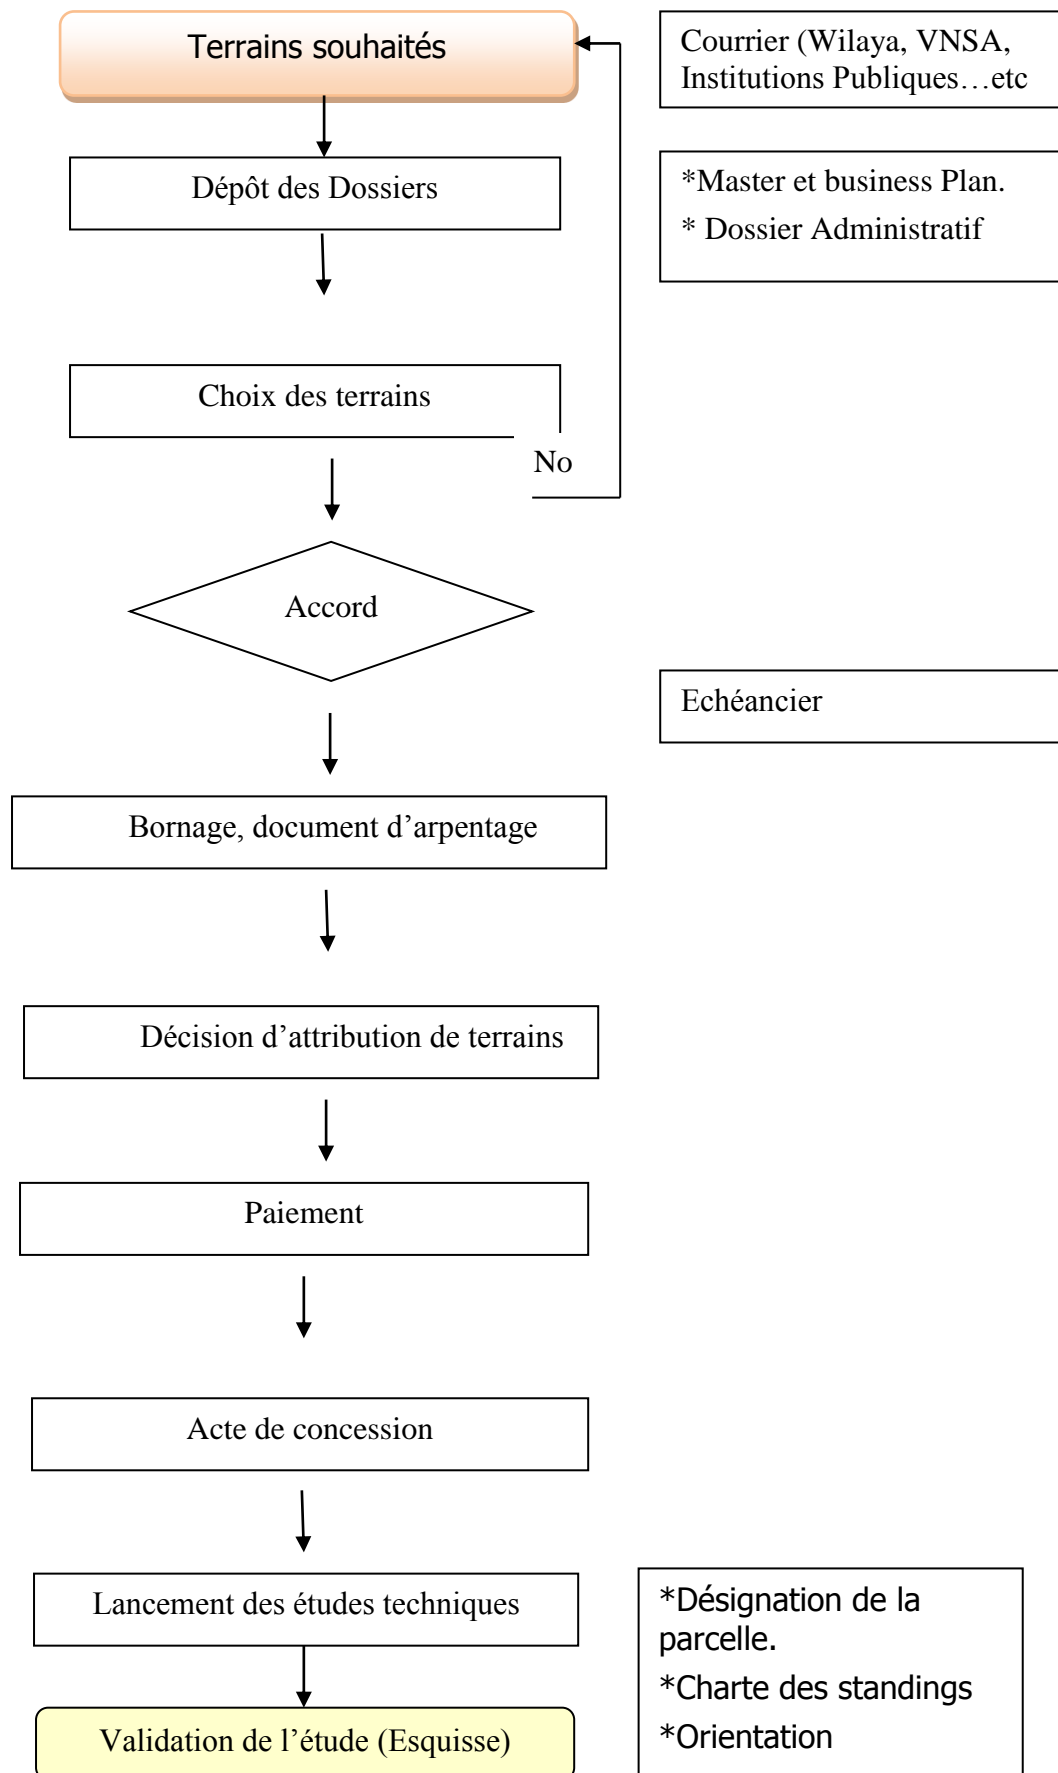 Terrains souhaités
Courrier (Wilaya, VNSA,
Institutions Publiques…etc
Dépôt des Dossiers
*Master et business Plan.
* Dossier Administratif
Choix des terrains
No
Accord
Echéancier
Bornage, document d’arpentage
Décision d’attribution de terrains
Paiement
Acte de concession
Lancement des études techniques
*Désignation de la
parcelle.
*Charte des standings
*Orientation
Validation de l’étude (Esquisse)